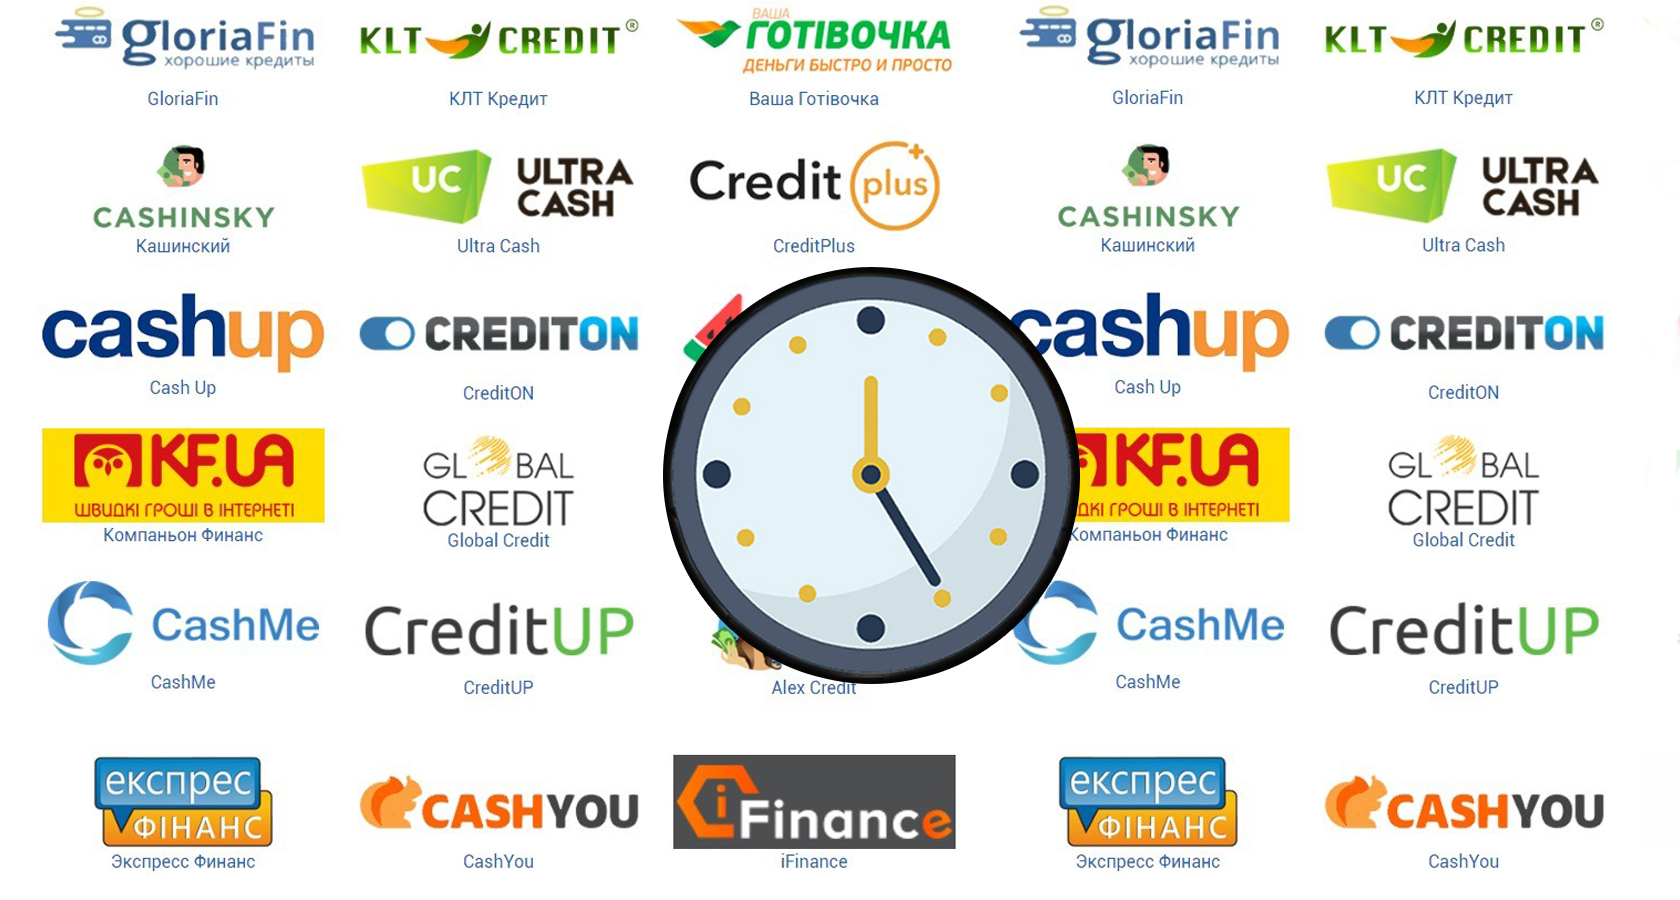 gloriaFin
хорошие кредиты
GloriaFin
KLT CREDIT®
КЛТ Кредит
ВАША
ГОТІВОЧКА
ДЕНЬГИ БЫСТРО И ПРОСТО
Ваша Готівочка
gloriaFin
хорошие кредиты
GloriaFin
KLT CREDIT®
КЛТ Кредит
CASHINSKY
Кашинский
UC ULTRA
CASH
Ultra Cash
Credit plus
CreditPlus
CASHINSKY
Кашинский
UC ULTRA
CASH
Ultra Cash
cashup
Cash Up
CREDITON
CreditON
cashup
Cash Up
CREDITON
CreditON
KF.UA
ШВИДКІ ГРОШІ В ІНТЕРНЕТІ
Компаньон Финанс
GLOBAL
CREDIT
Global Credit
KF.UA
ДКІ ГРОШІ В ІНТЕРНЕТІ
Компаньон Финанс
GLOBAL
CREDIT
Global Credit
CashMe
CashMe
CreditUP
CreditUP
Alex Credit
CashMe
CashMe
CreditUP
CreditUP
експрес
ФІНАНС
Экспресс Финанс
CASHYOU
CashYou
iFinance
iFinance
експрес
ФІНАНС
Экспресс Финанс
CASHYOU
CashYou